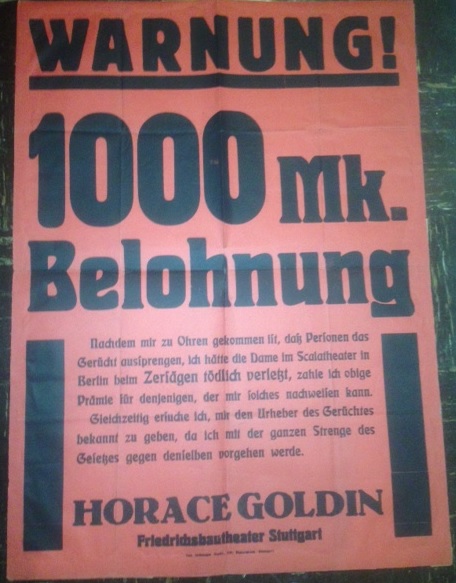 WARNUNG!
1000 Mk.
Belohnung
Nachdem mir zu Ohren gekommen ist, daß Personen das
Gerücht aussprengen, ich hätte die Dame im Scalatheater in
Berlin beim Zersägen tödlich verletzt, zahle ich obige
Prämie für denjenigen, der mir solches nachweisen kann.
Gleichzeitig ersuche ich, mir den Urheber des Gerüchtes
bekannt zu geben, da ich mit der ganzen Strenge des
Gesetzes gegen denselben vorgehen werde.
HORACE GOLDIN
Friedrichsbautheater Stuttgart